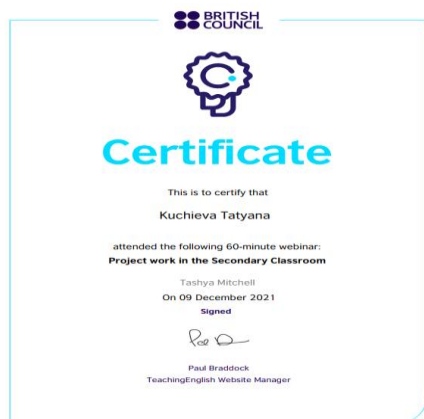 BRITISH
COUNCIL
Certificate
This is to certify that
Kuchieva Tatyana
attended the following 60-minute webinar:
Project work in the Secondary Classroom
Tashya Mitchell
On 09 December 2021
Signed
Paul Braddock
TeachingEnglish Website Manager